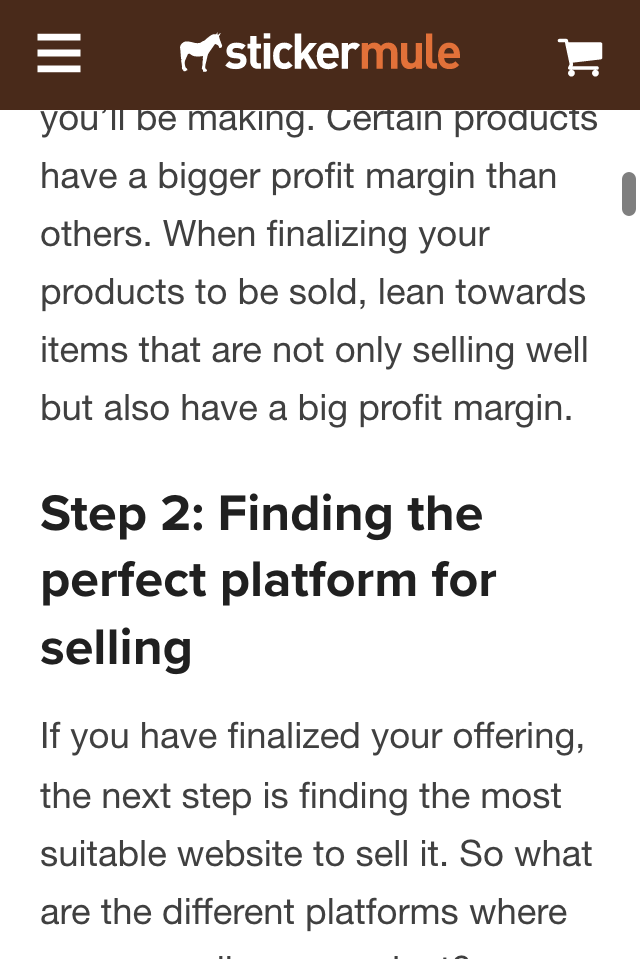 stickermule
you'll be making. Certain products
have a bigger profit margin than
others. When finalizing your
products to be sold, lean towards
items that are not only selling well
but also have a big profit margin.
Step 2: Finding the
perfect platform for
selling
If you have finalized your offering,
the next step is finding the most
suitable website to sell it. So what
are the different platforms where